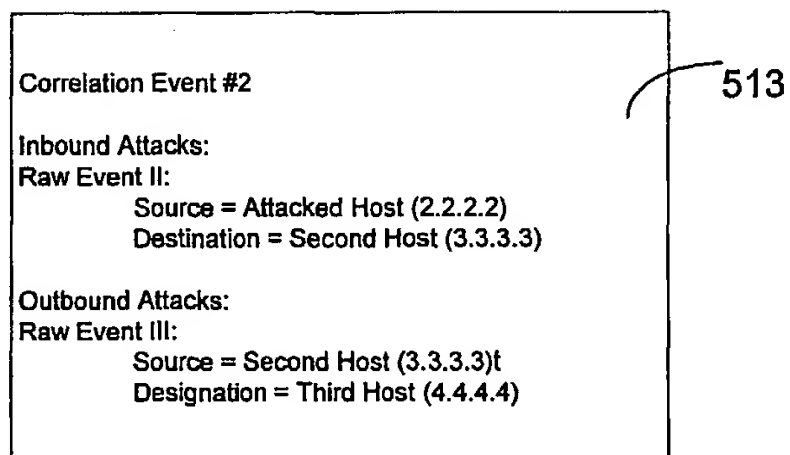 Correlation Event #2
513
Inbound Attacks:
Raw Event II:
Source = Attacked Host (2.2.2.2)
Destination = Second Host (3.3.3.3)
Outbound Attacks:
Raw Event III:
Source = Second Host (3.3.3.3)t
Designation = Third Host (4.4.4.4)